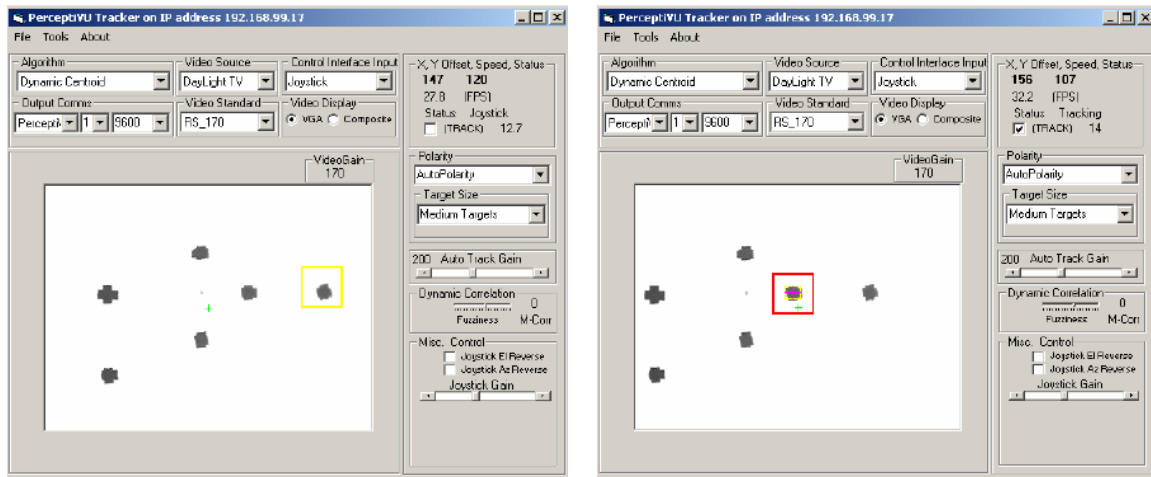 PerceptiVU Tracker on IP address 192.168.99.17
File Tools About
Algorithm
Dynamic Centroid
Video Source
DayLight TV
Control Interface Input
Joystick
Output Comms
1
9600
Video Standard
RS_170
Video Display
VGA Composite
X, Y Offset, Speed, Status
147 120
27.8 (FPS)
Status Joystick
(TRACK) 12.7
VideoGain
170
Polarity
AutoPolarity
Target Size
Medium Targets
200 Auto Track Gain
Dynamic Correlation
0
Fuzziness M-Corr
Misc. Control
Joystick El Reverse
Joystick Az Reverse
Joystick Gain
PerceptiVU Tracker on IP address 192.168.99.17
File Tools About
Algorithm
Dynamic Centroid
Video Source
DayLight TV
Control Interface Input
Joystick
Output Comms
1
9600
Video Standard
RS_170
Video Display
VGA Composite
X, Y Offset, Speed, Status
156 107
32.2 (FPS)
Status Tracking
(TRACK) 14
VideoGain
170
Polarity
AutoPolarity
Target Size
Medium Targets
200 Auto Track Gain
Dynamic Correlation
0
Fuzziness M-Corr
Misc. Control
Joystick El Reverse
Joystick Az Reverse
Joystick Gain